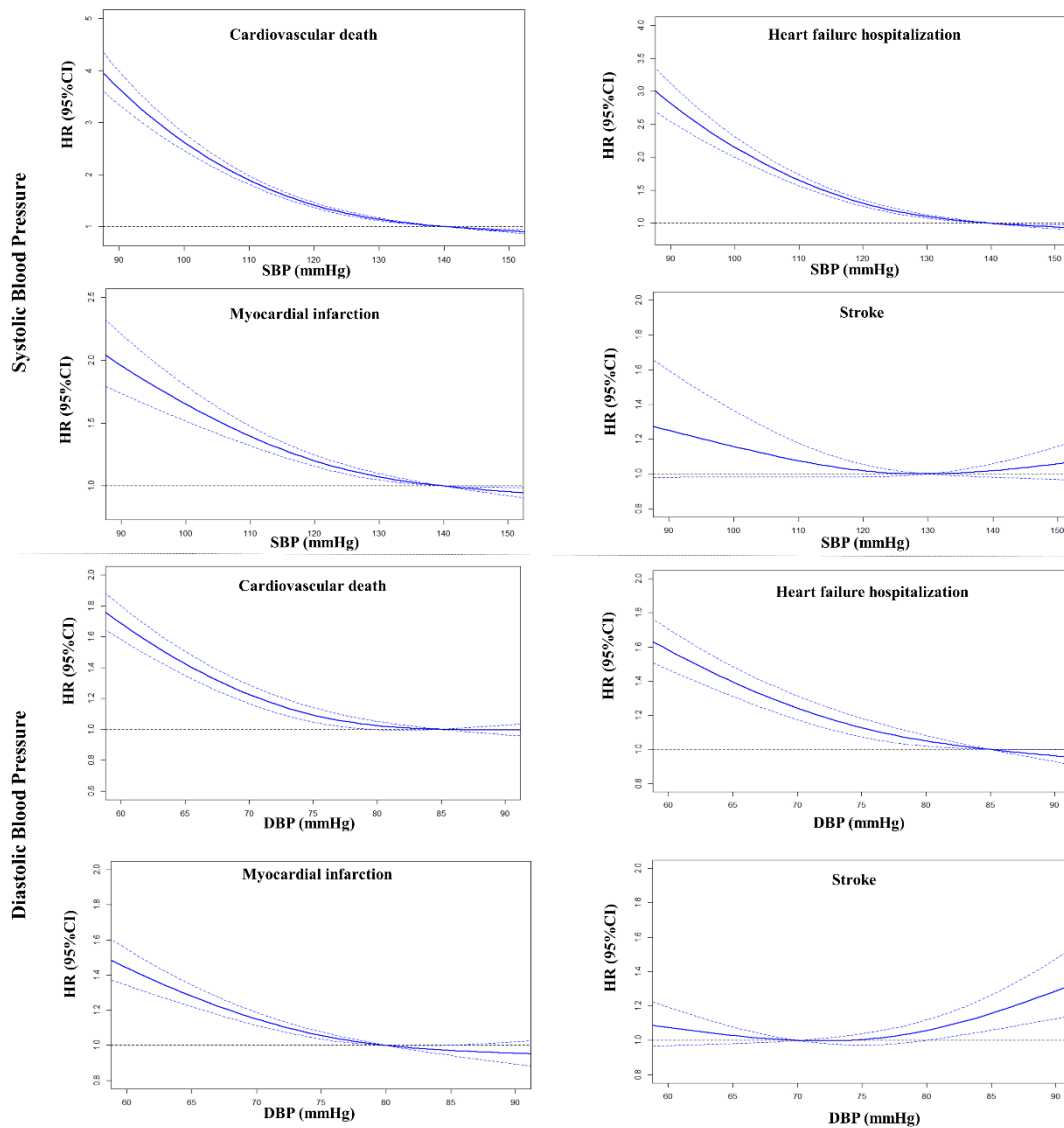 Systolic Blood Pressure
Cardiovascular death
HR (95%CI)
5
4
3
2
1
90 100 110 120 130 140 150
SBP (mmHg)
Heart failure hospitalization
HR (95%CI)
4.0
3.5
3.0
2.5
2.0
1.5
1.0
90 100 110 120 130 140 150
SBP (mmHg)
Myocardial infarction
HR (95%CI)
2.5
2.0
1.5
1.0
90 100 110 120 130 140 150
SBP (mmHg)
Stroke
HR (95%CI)
2.0
1.8
1.6
1.4
1.2
1.0
0.8
90 100 110 120 130 140 150
SBP (mmHg)
Diastolic Blood Pressure
Cardiovascular death
HR (95%CI)
2.0
1.8
1.6
1.4
1.2
1.0
0.8
0.6
60 65 70 75 80 85 90
DBP (mmHg)
Heart failure hospitalization
HR (95%CI)
2.0
1.8
1.6
1.4
1.2
1.0
0.8
60 65 70 75 80 85 90
DBP (mmHg)
Myocardial infarction
HR (95%CI)
2.0
1.8
1.6
1.4
1.2
1.0
0.8
60 65 70 75 80 85 90
DBP (mmHg)
Stroke
HR (95%CI)
2.0
1.8
1.6
1.4
1.2
1.0
0.8
60 65 70 75 80 85 90
DBP (mmHg)